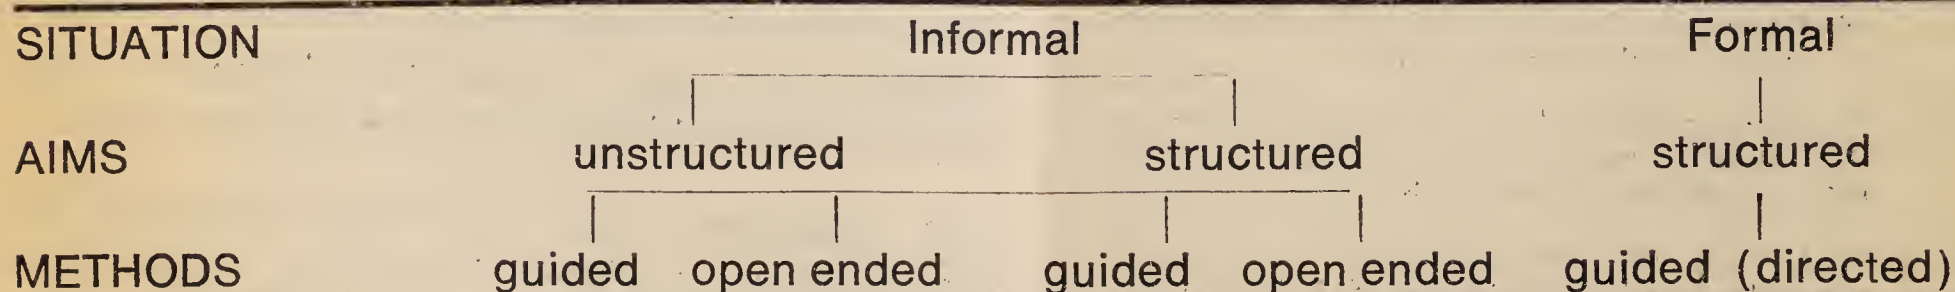 SITUATION Informal Formal
AIMS unstructured structured structured
METHODS guided open ended guided open ended guided (directed)